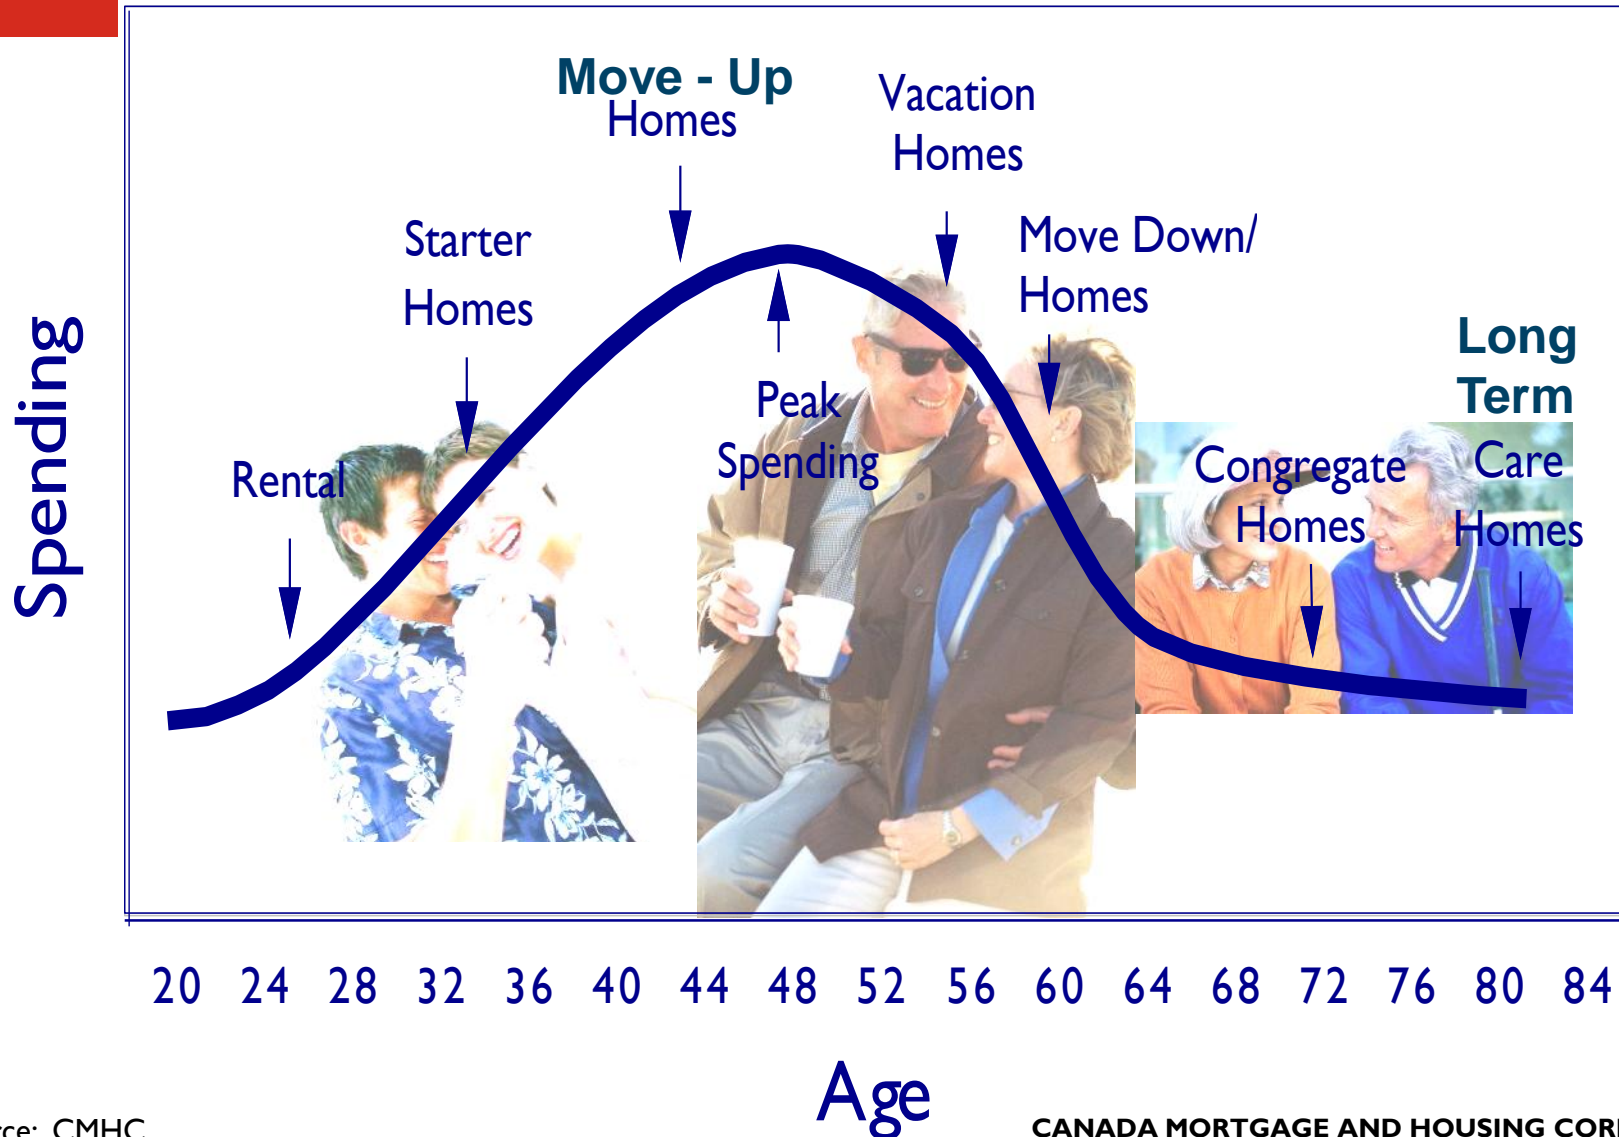 Move - Up
Homes
Vacation
Homes
Starter
Homes
Move Down/
Homes
Long
Term
Care
Homes
Peak
Spending
Rental
Congregate
Homes
Spending
20 24 28 32 36 40 44 48 52 56 60 64 68 72 76 80 84
Age
rce: CMHC
CANADA MORTGAGE AND HOUSING COR